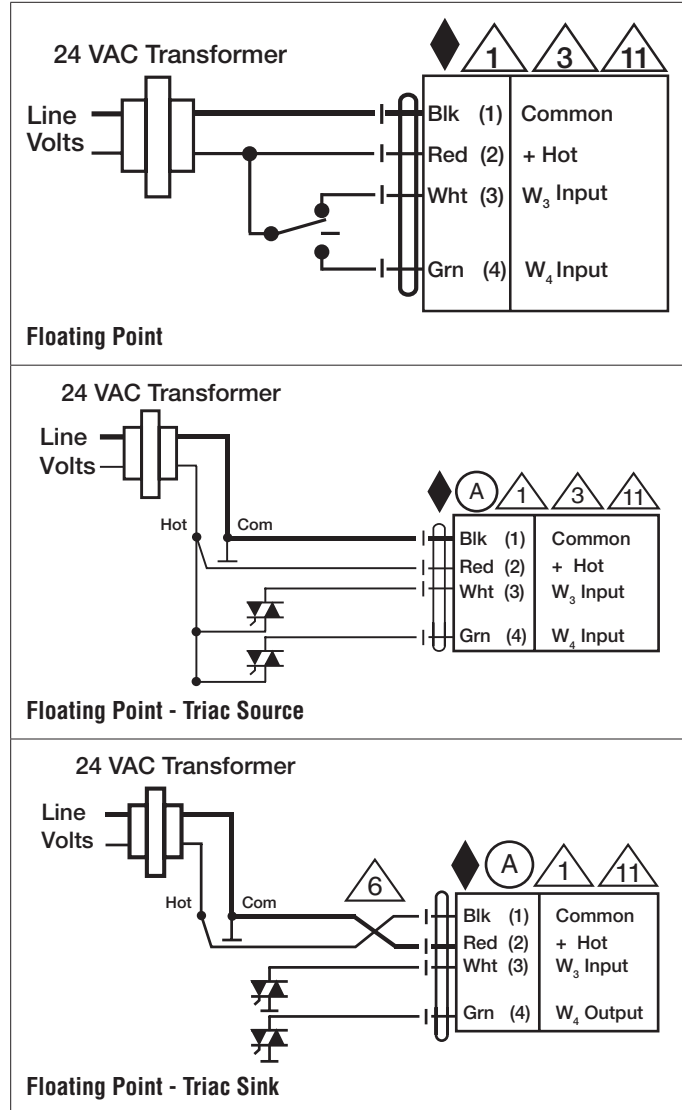 24 VAC Transformer
1 3 11
Line
Volts
Blk (1) Common
Red (2) + Hot
Wht (3) W₃ Input
Grn (4) W₄ Input
Floating Point
24 VAC Transformer
Line
Volts
A 1 3 11
Hot Com
Blk (1) Common
Red (2) + Hot
Wht (3) W₃ Input
Grn (4) W₄ Input
Floating Point - Triac Source
24 VAC Transformer
Line
Volts
6 A 1 11
Hot Com
Blk (1) Common
Red (2) + Hot
Wht (3) W₃ Input
Grn (4) W₄ Output
Floating Point - Triac Sink